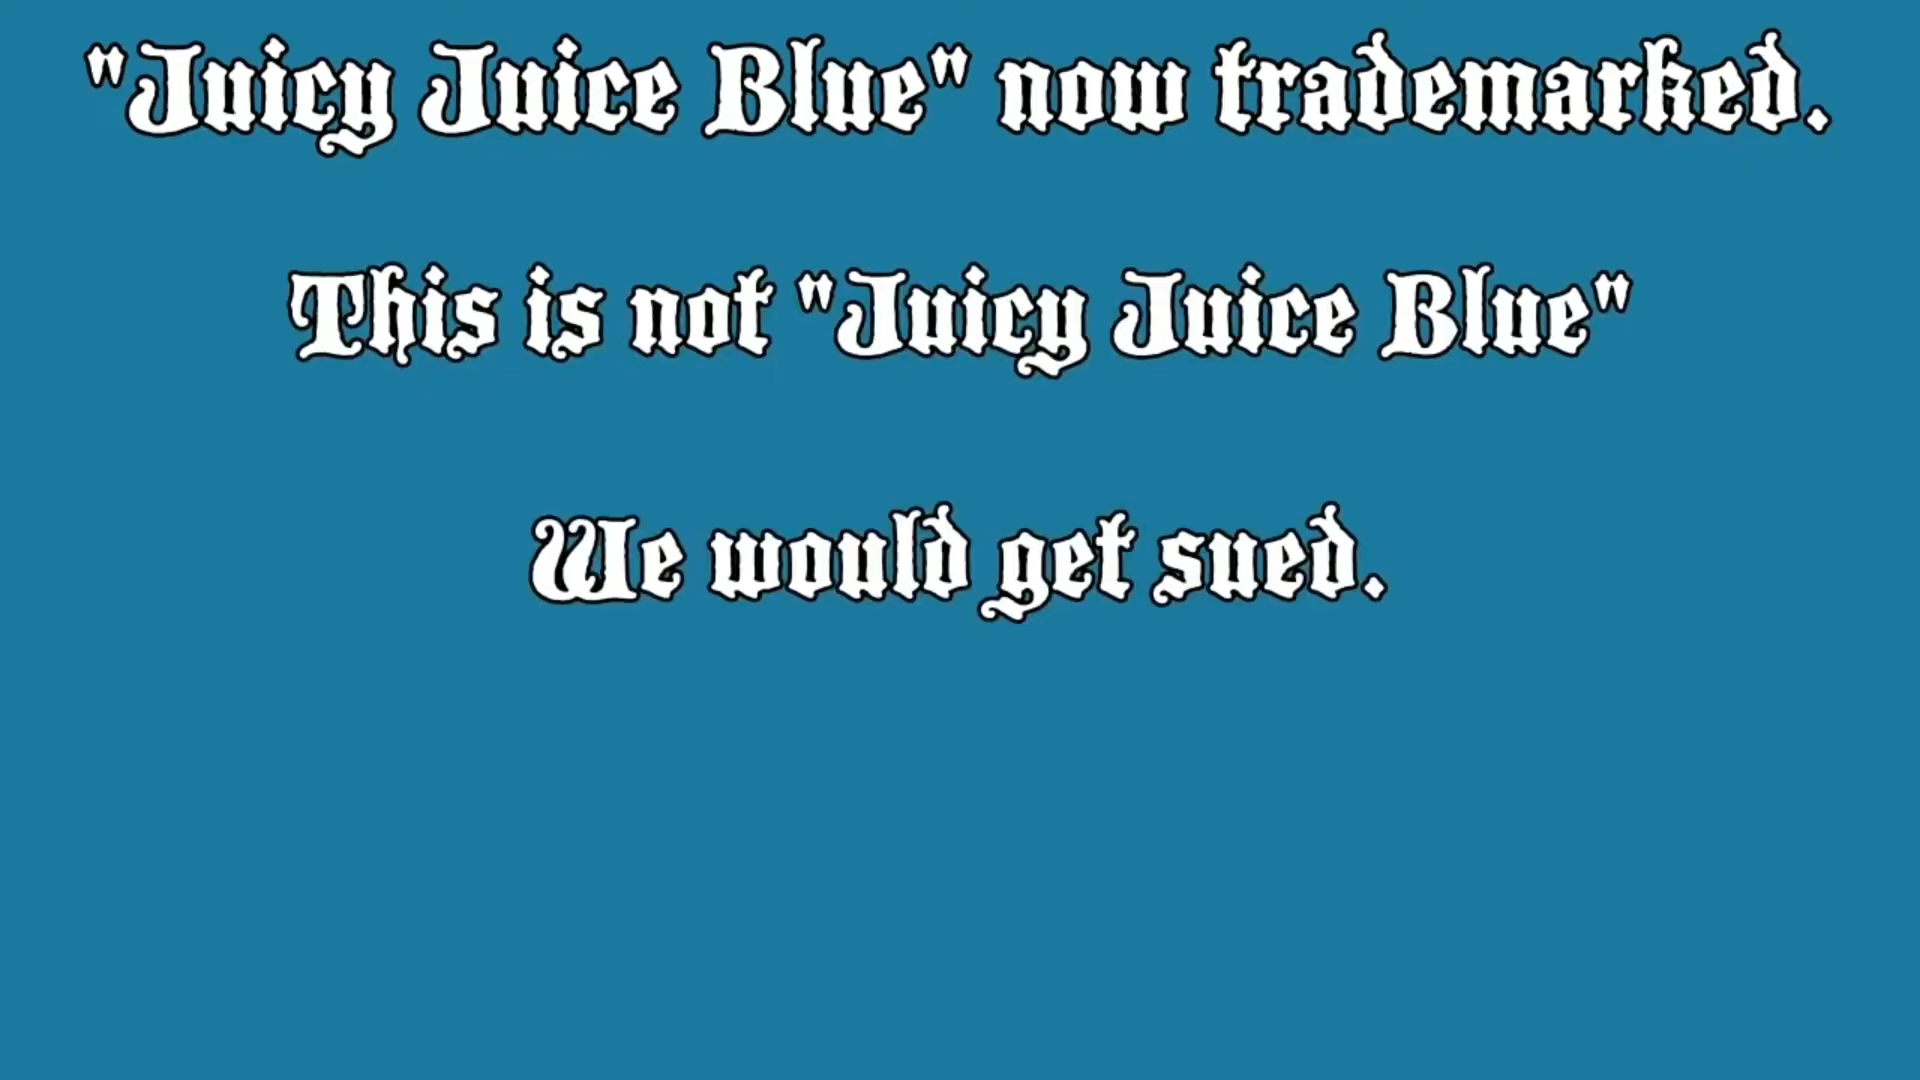 "Juicy Juice Blue" now trademarked.
This is not "Juicy Juice Blue"
We would get sued.